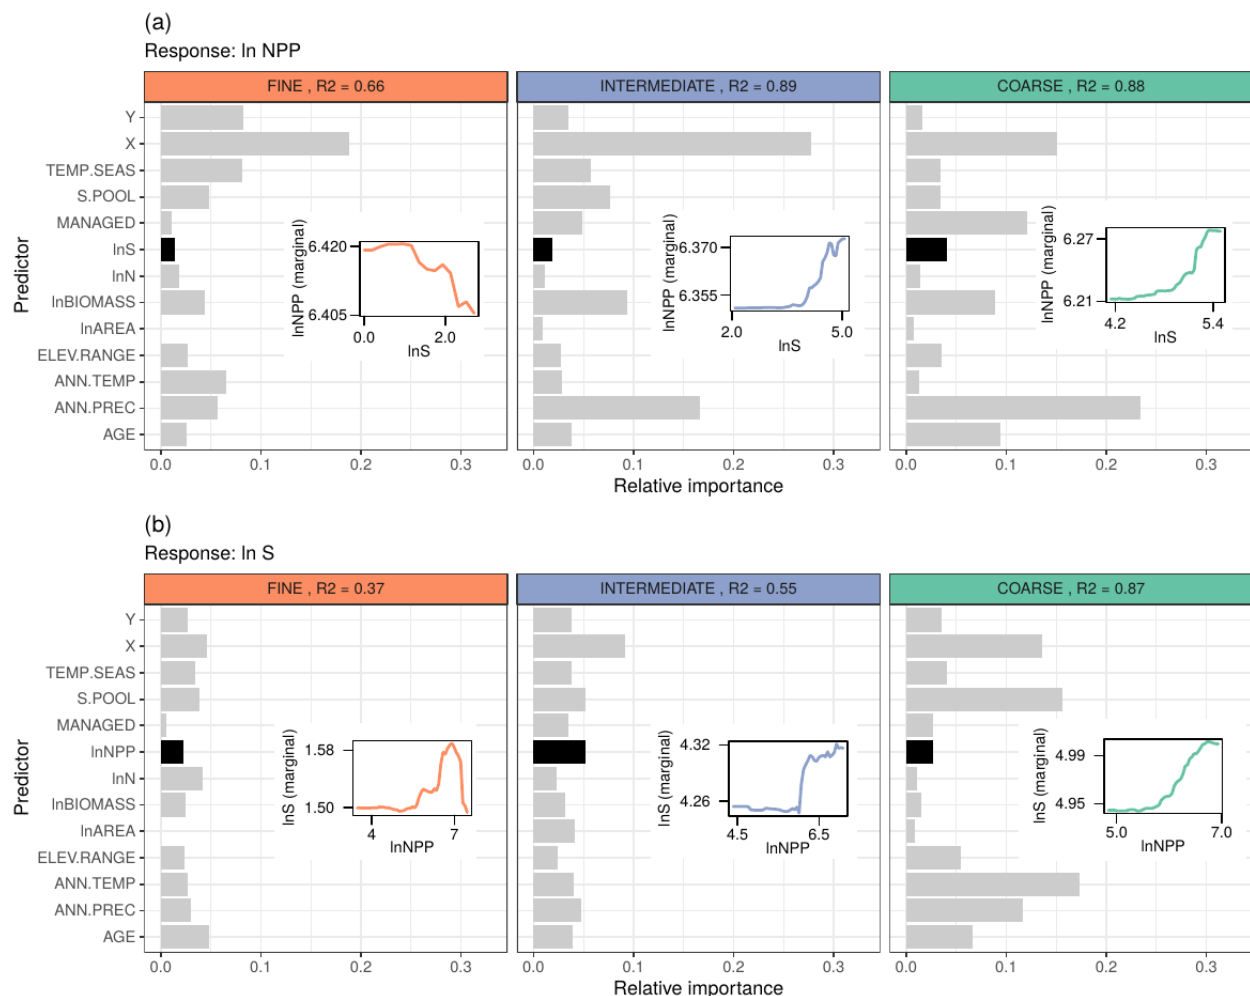 (a)
Response: ln NPP
FINE , R2 = 0.66
INTERMEDIATE , R2 = 0.89
COARSE , R2 = 0.88
Predictor
Y
X
TEMP.SEAS
S.POOL
MANAGED
lnS
lnN
lnBIOMASS
lnAREA
ELEV.RANGE
ANN.TEMP
ANN.PREC
AGE
lnNPP (marginal)
6.420
6.405
0.0 2.0
lnS
lnNPP (marginal)
6.370
6.355
2.0 5.0
lnS
lnNPP (marginal)
6.27
6.21
4.2 5.4
lnS
0.0 0.1 0.2 0.3
0.0 0.1 0.2 0.3
0.0 0.1 0.2 0.3
Relative importance
(b)
Response: ln S
FINE , R2 = 0.37
INTERMEDIATE , R2 = 0.55
COARSE , R2 = 0.87
Predictor
Y
X
TEMP.SEAS
S.POOL
MANAGED
lnNPP
lnN
lnBIOMASS
lnAREA
ELEV.RANGE
ANN.TEMP
ANN.PREC
AGE
lnS (marginal)
1.58
1.50
4 7
lnNPP
lnS (marginal)
4.32
4.26
4.5 6.5
lnNPP
lnS (marginal)
4.99
4.95
5.0 7.0
lnNPP
0.0 0.1 0.2 0.3
0.0 0.1 0.2 0.3
0.0 0.1 0.2 0.3
Relative importance